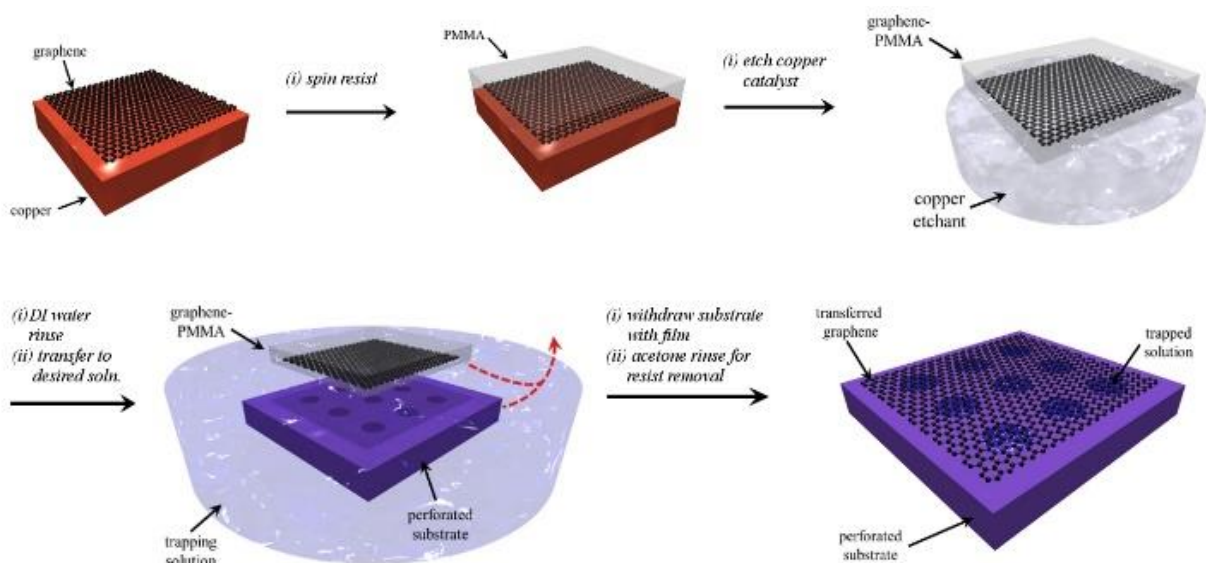 graphene
copper
(i) spin resist
PMMA
(i) etch copper
catalyst
graphene-
PMMA
copper
etchant
(i) DI water
rinse
(ii) transfer to
desired soln.
graphene-
PMMA
trapping
solution
perforated
substrate
(i) withdraw substrate
with film
(ii) acetone rinse for
resist removal
transferred
graphene
trapped
solution
perforated
substrate